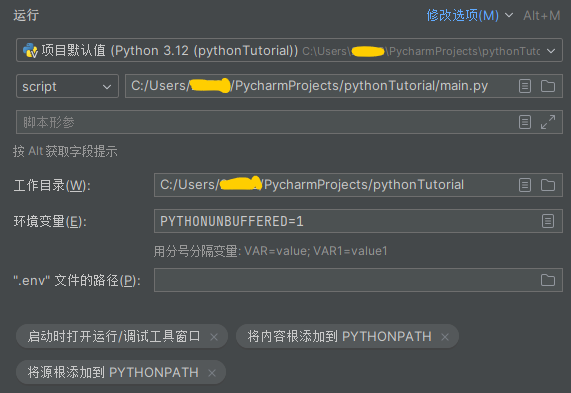 运行 修改选项(M) Alt+M
项目默认值 (Python 3.12 (pythonTutorial)) C:\Users\ \PycharmProjects\pythonTuto
script C:/Users/ /PycharmProjects/pythonTutorial/main.py
脚本形参
按 Alt 获取字段提示
工作目录(W): C:/Users/ /PycharmProjects/pythonTutorial
环境变量(E): PYTHONUNBUFFERED=1
用分号分隔变量: VAR=value; VAR1=value1
".env" 文件的路径(P):
启动时打开运行/调试工具窗口 × 将内容根添加到 PYTHONPATH ×
将源根添加到 PYTHONPATH ×